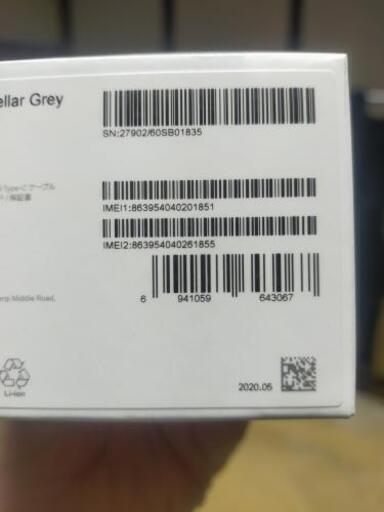 ellar Grey
SN:27902/60SB01835
Type-C ケーブル
/ 保証書
IMEI1:863954040201851
IMEI2:863954040261855
Middle Road,
6 941059 643067
Li-ion
2020.05